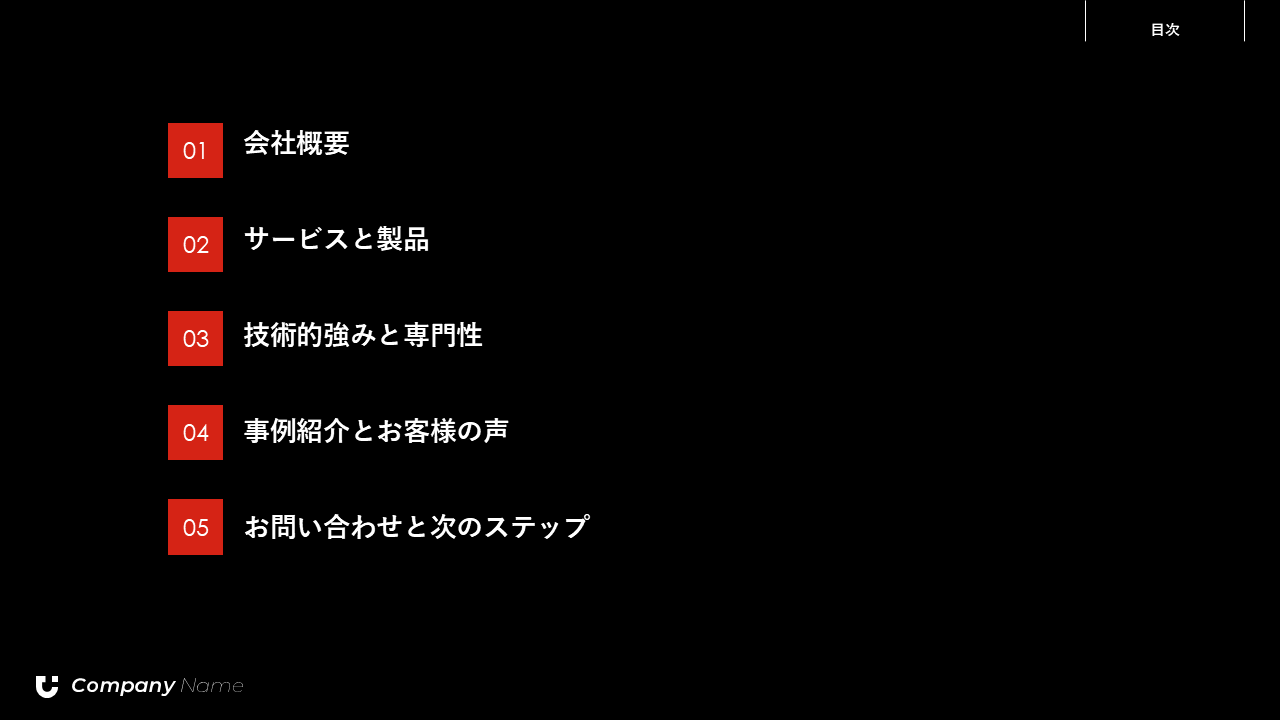 目次
01 会社概要
02 サービスと製品
03 技術的強みと専門性
04 事例紹介とお客様の声
05 お問い合わせと次のステップ
Company Name